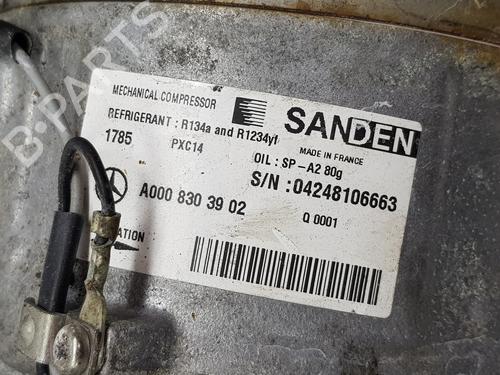 B-PARTS
MECHANICAL COMPRESSOR
SANDEN
REFRIGERANT : R134a and R1234yf
MADE IN FRANCE
1785 PXC14
OIL : SP-A2 80g
S/N :04248106663
A000 830 39 02
Q 0001